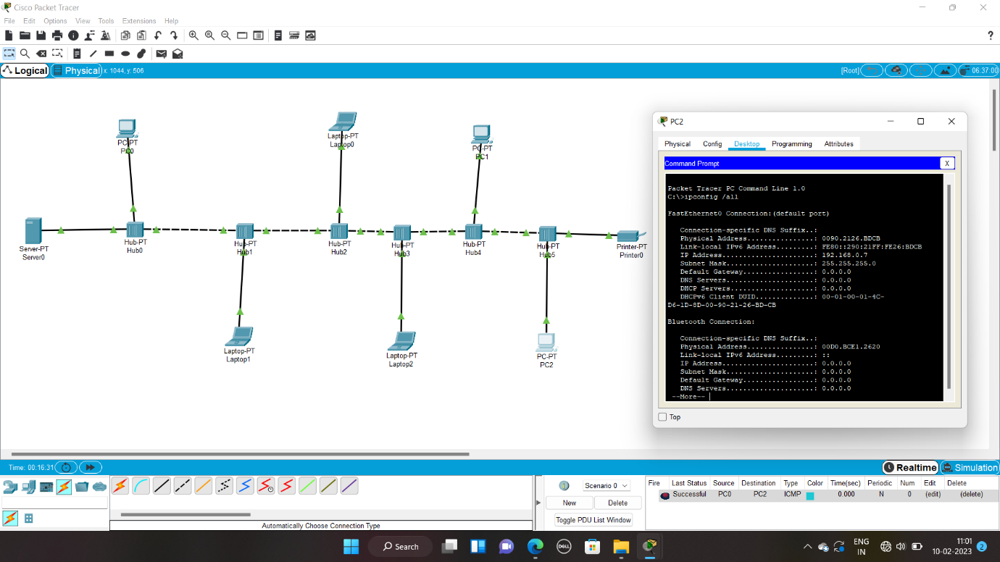 Cisco Packet Tracer
File Edit Options View Tools Extensions Help
?
Logical Physical x: 1044, y: 506 [Root] 06:37:00
PC-PT
PC0
Laptop-PT
Laptop0
PC-PT
PC1
Server-PT
Server0
Hub-PT
Hub0
Hub-PT
Hub1
Hub-PT
Hub2
Hub-PT
Hub3
Hub-PT
Hub4
Hub-PT
Hub5
Printer-PT
Printer0
Laptop-PT
Laptop1
Laptop-PT
Laptop2
PC-PT
PC2
PC2
Physical Config Desktop Programming Attributes
Command Prompt X
Packet Tracer PC Command Line 1.0
C:\>ipconfig /all
FastEthernet0 Connection:(default port)
Connection-specific DNS Suffix..:
Physical Address................: 0090.2126.BDCB
Link-local IPv6 Address.........: FE80::290:21FF:FE26:BDCB
IP Address......................: 192.168.0.7
Subnet Mask.....................: 255.255.255.0
Default Gateway.................: 0.0.0.0
DNS Servers.....................: 0.0.0.0
DHCP Servers....................: 0.0.0.0
DHCPv6 Client DUID..............: 00-01-00-01-4C-
D6-1D-8D-00-90-21-26-BD-CB
Bluetooth Connection:
Connection-specific DNS Suffix..:
Physical Address................: 00D0.BCE1.2620
Link-local IPv6 Address.........: ::
IP Address......................: 0.0.0.0
Subnet Mask.....................: 0.0.0.0
Default Gateway.................: 0.0.0.0
DNS Servers.....................: 0.0.0.0
--More--
Top
Time: 00:16:31 Realtime Simulation
Scenario 0
New Delete
Toggle PDU List Window
Fire Last Status Source Destination Type Color Time(sec) Periodic Num Edit Delete
Successful PC0 PC2 ICMP 0.000 N 0 (edit) (delete)
Automatically Choose Connection Type
Search
DELL
ENG
IN
11:01
10-02-2023
2